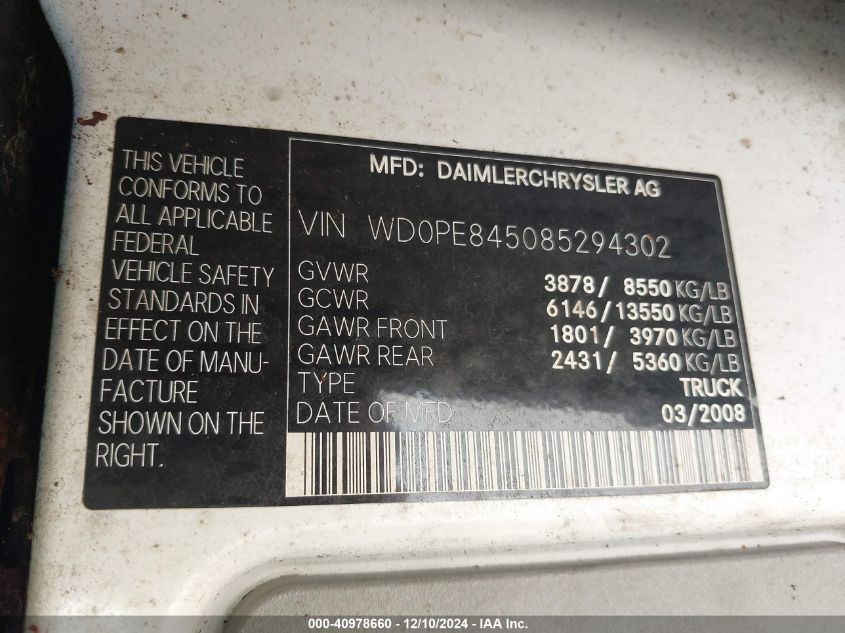 THIS VEHICLE
CONFORMS TO
ALL APPLICABLE
FEDERAL
VEHICLE SAFETY
STANDARDS IN
EFFECT ON THE
DATE OF MANU-
FACTURE
SHOWN ON THE
RIGHT.
MFD: DAIMLERCHRYSLER AG
VIN WD0PE845085294302
GVWR 3878/ 8550 KG/LB
GCWR 6146/13550 KG/LB
GAWR FRONT 1801/ 3970 KG/LB
GAWR REAR 2431/ 5360 KG/LB
TYPE TRUCK
DATE OF MFD 03/2008
000-40978660 - 12/10/2024 - IAA Inc.